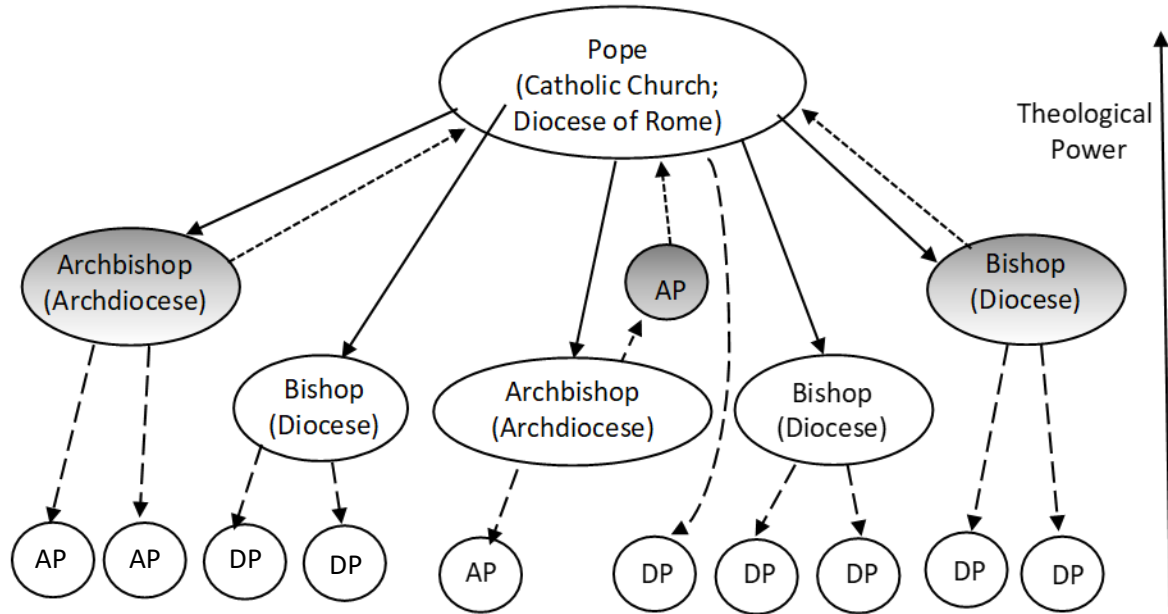 Pope
(Catholic Church;
Diocese of Rome)
Theological
Power
Archbishop
(Archdiocese)
AP
Bishop
(Diocese)
Bishop
(Diocese)
Archbishop
(Archdiocese)
Bishop
(Diocese)
AP
AP
DP
DP
AP
DP
DP
DP
DP
DP